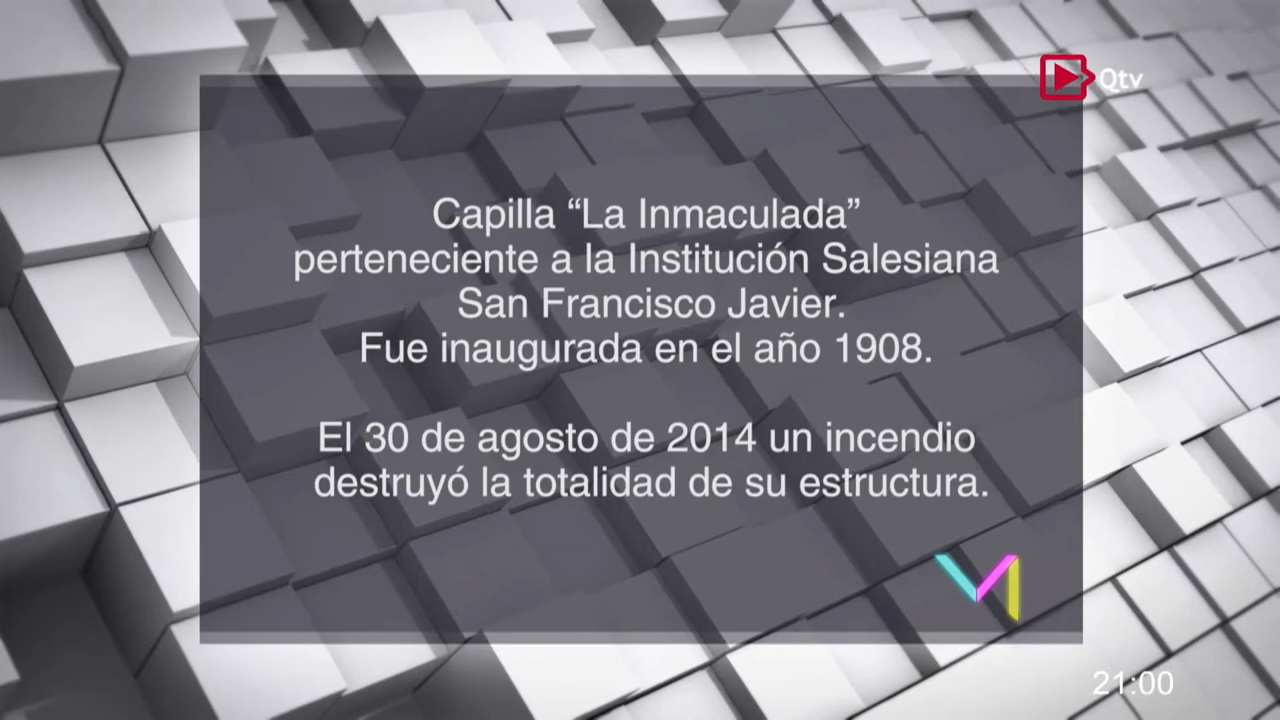 Qtv
Capilla “La Inmaculada”
perteneciente a la Institución Salesiana
San Francisco Javier.
Fue inaugurada en el año 1908.
El 30 de agosto de 2014 un incendio
destruyó la totalidad de su estructura.
21:00